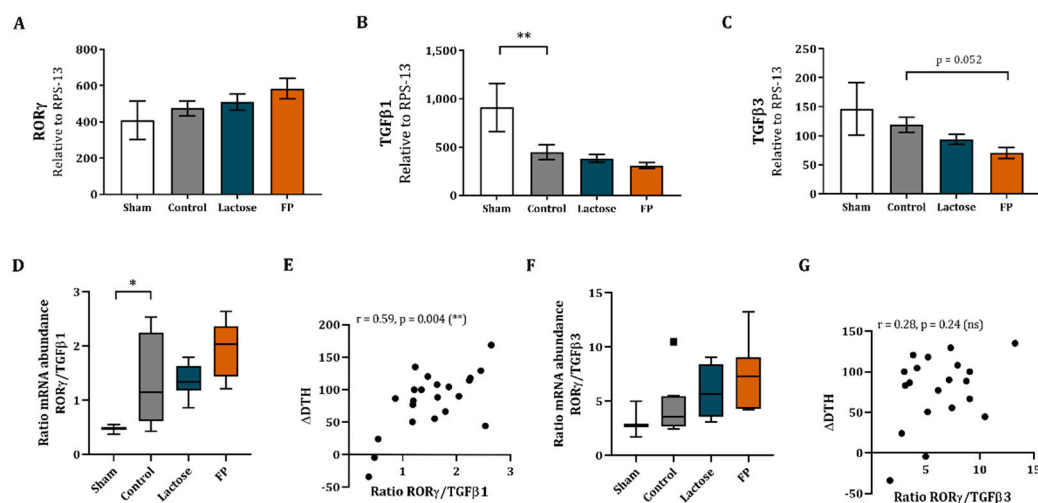 A
RORγ
Relative to RPS-13
800
600
400
200
0
Sham Control Lactose FP
B
**
TGFβ1
Relative to RPS-13
1,500
1,000
500
0
Sham Control Lactose FP
C
p = 0.052
TGFβ3
Relative to RPS-13
200
150
100
50
0
Sham Control Lactose FP
D
*
Ratio mRNA abundance
RORγ/TGFβ1
3
2
1
0
Sham Control Lactose FP
E
r = 0.59, p = 0.004 (**)
ΔDTH
200
150
100
50
0
-50
0 1 2 3
Ratio RORγ/TGFβ1
F
Ratio mRNA abundance
RORγ/TGFβ3
15
10
5
0
Sham Control Lactose FP
G
r = 0.28, p = 0.24 (ns)
ΔDTH
150
100
50
0
-50
0 5 10 15
Ratio RORγ/TGFβ3